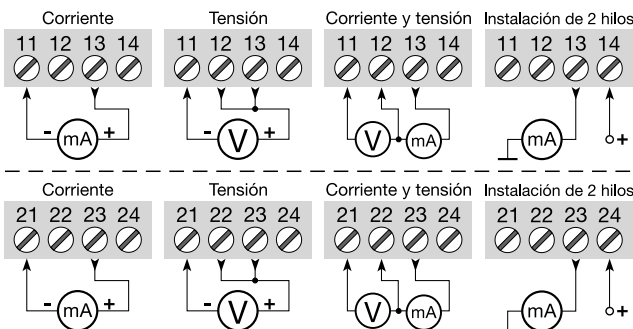 Corriente Tensión Corriente y tensión Instalación de 2 hilos
11 12 13 14 11 12 13 14 11 12 13 14 11 12 13 14
- mA + - V + V mA mA +
Corriente Tensión Corriente y tensión Instalación de 2 hilos
21 22 23 24 21 22 23 24 21 22 23 24 21 22 23 24
- mA + - V + V mA mA +